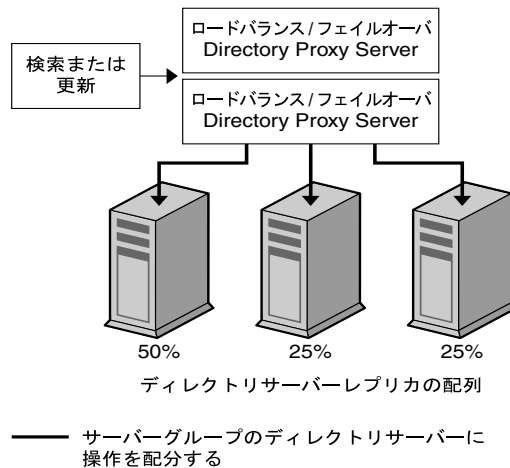 ロードバランス/フェイルオーバ
Directory Proxy Server
検索または
更新
ロードバランス/フェイルオーバ
Directory Proxy Server
50%
25%
25%
ディレクトリサーバーレプリカの配列
サーバーグループのディレクトリサーバーに
操作を配分する